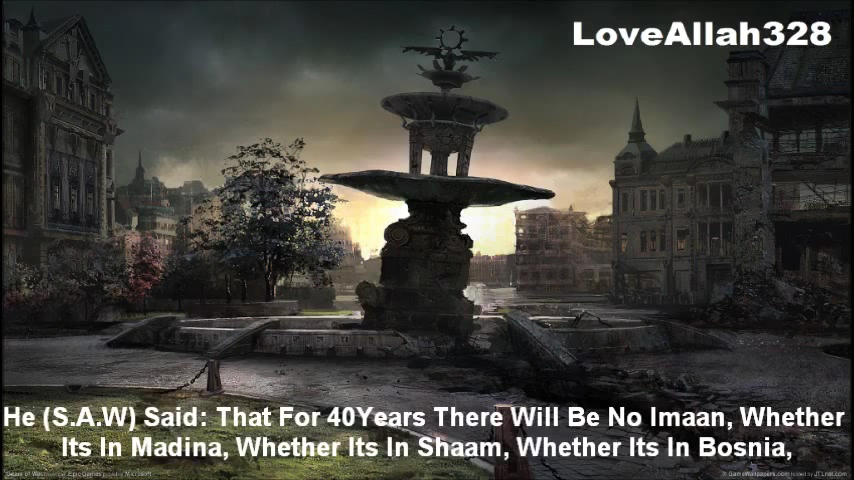 LoveAllah328
He (S.A.W) Said: That For 40Years There Will Be No Imaan, Whether
Its In Madina, Whether Its In Shaam, Whether Its In Bosnia,